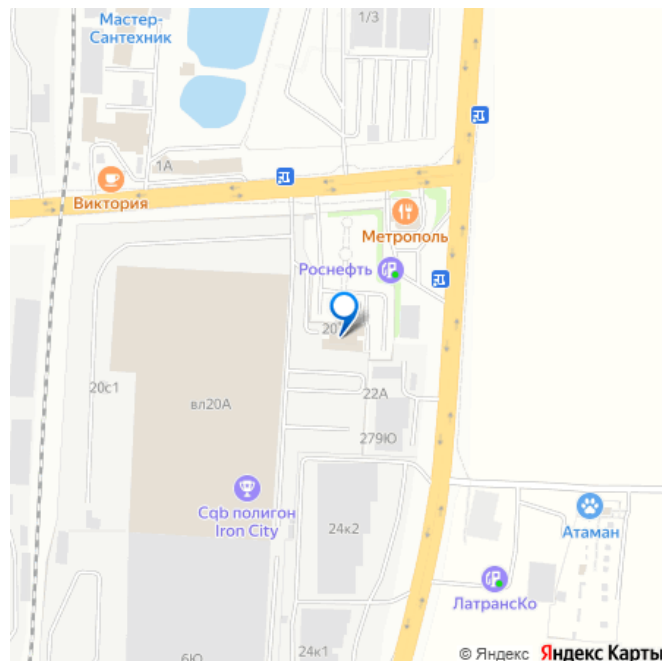 Мастер-
Сантехник
1/3
1А
Виктория
Метрополь
Роснефть
20с1
вл20А
22А
279Ю
Cqb полигон
Iron City
24к2
Атаман
ЛатрансКо
24к1
6Ю
© Яндекс Яндекс Карты